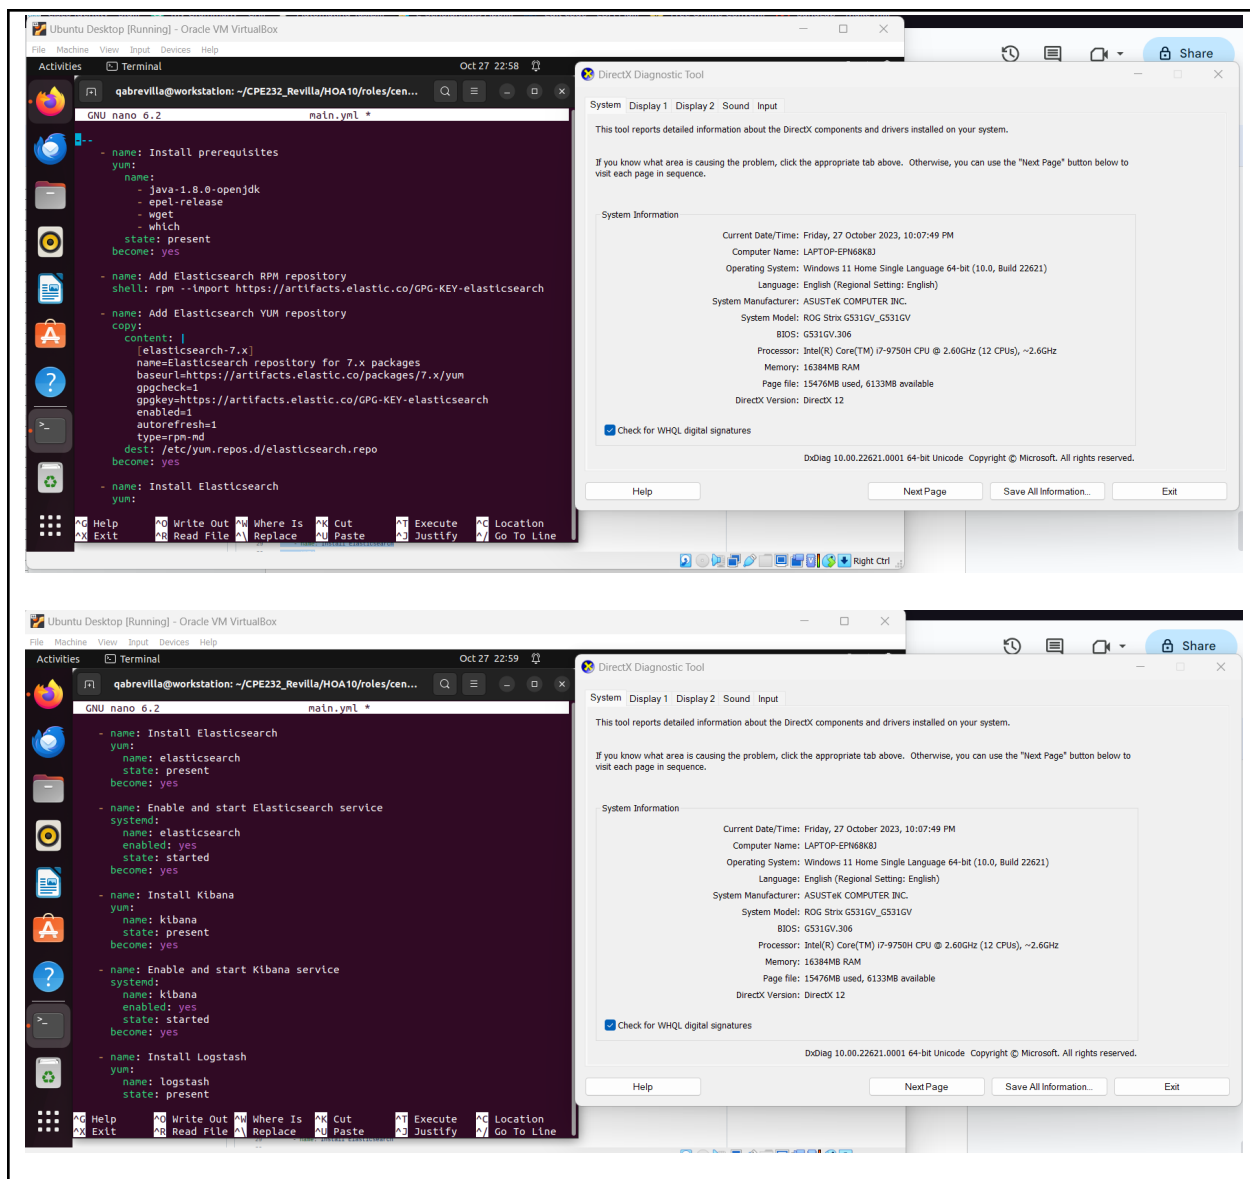 Ubuntu Desktop [Running] - Oracle VM VirtualBox
File Machine View Input Devices Help
Activities Terminal Oct 27 22:58
qabrevilla@workstation: ~/CPE232_Revilla/HOA10/roles/cen...
GNU nano 6.2 main.yml *
---
- name: Install prerequisites
yum:
name:
- java-1.8.0-openjdk
- epel-release
- wget
- which
state: present
become: yes
- name: Add Elasticsearch RPM repository
shell: rpm --import https://artifacts.elastic.co/GPG-KEY-elasticsearch
- name: Add Elasticsearch YUM repository
copy:
content: |
[elasticsearch-7.x]
name=Elasticsearch repository for 7.x packages
baseurl=https://artifacts.elastic.co/packages/7.x/yum
gpgcheck=1
gpgkey=https://artifacts.elastic.co/GPG-KEY-elasticsearch
enabled=1
autorefresh=1
type=rpm-md
dest: /etc/yum.repos.d/elasticsearch.repo
become: yes
- name: Install Elasticsearch
yum:
^G Help ^O Write Out ^W Where Is ^K Cut ^T Execute ^C Location
^X Exit ^R Read File ^\ Replace ^U Paste ^J Justify ^/ Go To Line
Right Ctrl
Share
DirectX Diagnostic Tool
System Display 1 Display 2 Sound Input
This tool reports detailed information about the DirectX components and drivers installed on your system.
If you know what area is causing the problem, click the appropriate tab above. Otherwise, you can use the "Next Page" button below to
visit each page in sequence.
System Information
Current Date/Time: Friday, 27 October 2023, 10:07:49 PM
Computer Name: LAPTOP-EPN68K8J
Operating System: Windows 11 Home Single Language 64-bit (10.0, Build 22621)
Language: English (Regional Setting: English)
System Manufacturer: ASUSTeK COMPUTER INC.
System Model: ROG Strix G531GV_G531GV
BIOS: G531GV.306
Processor: Intel(R) Core(TM) i7-9750H CPU @ 2.60GHz (12 CPUs), ~2.6GHz
Memory: 16384MB RAM
Page file: 15476MB used, 6133MB available
DirectX Version: DirectX 12
Check for WHQL digital signatures
DxDiag 10.00.22621.0001 64-bit Unicode Copyright © Microsoft. All rights reserved.
Help Next Page Save All Information... Exit
Ubuntu Desktop [Running] - Oracle VM VirtualBox
File Machine View Input Devices Help
Activities Terminal Oct 27 22:59
qabrevilla@workstation: ~/CPE232_Revilla/HOA10/roles/cen...
GNU nano 6.2 main.yml *
- name: Install Elasticsearch
yum:
name: elasticsearch
state: present
become: yes
- name: Enable and start Elasticsearch service
systemd:
name: elasticsearch
enabled: yes
state: started
become: yes
- name: Install Kibana
yum:
name: kibana
state: present
become: yes
- name: Enable and start Kibana service
systemd:
name: kibana
enabled: yes
state: started
become: yes
- name: Install Logstash
yum:
name: logstash
state: present
^G Help ^O Write Out ^W Where Is ^K Cut ^T Execute ^C Location
^X Exit ^R Read File ^\ Replace ^U Paste ^J Justify ^/ Go To Line
Share
DirectX Diagnostic Tool
System Display 1 Display 2 Sound Input
This tool reports detailed information about the DirectX components and drivers installed on your system.
If you know what area is causing the problem, click the appropriate tab above. Otherwise, you can use the "Next Page" button below to
visit each page in sequence.
System Information
Current Date/Time: Friday, 27 October 2023, 10:07:49 PM
Computer Name: LAPTOP-EPN68K8J
Operating System: Windows 11 Home Single Language 64-bit (10.0, Build 22621)
Language: English (Regional Setting: English)
System Manufacturer: ASUSTeK COMPUTER INC.
System Model: ROG Strix G531GV_G531GV
BIOS: G531GV.306
Processor: Intel(R) Core(TM) i7-9750H CPU @ 2.60GHz (12 CPUs), ~2.6GHz
Memory: 16384MB RAM
Page file: 15476MB used, 6133MB available
DirectX Version: DirectX 12
Check for WHQL digital signatures
DxDiag 10.00.22621.0001 64-bit Unicode Copyright © Microsoft. All rights reserved.
Help Next Page Save All Information... Exit